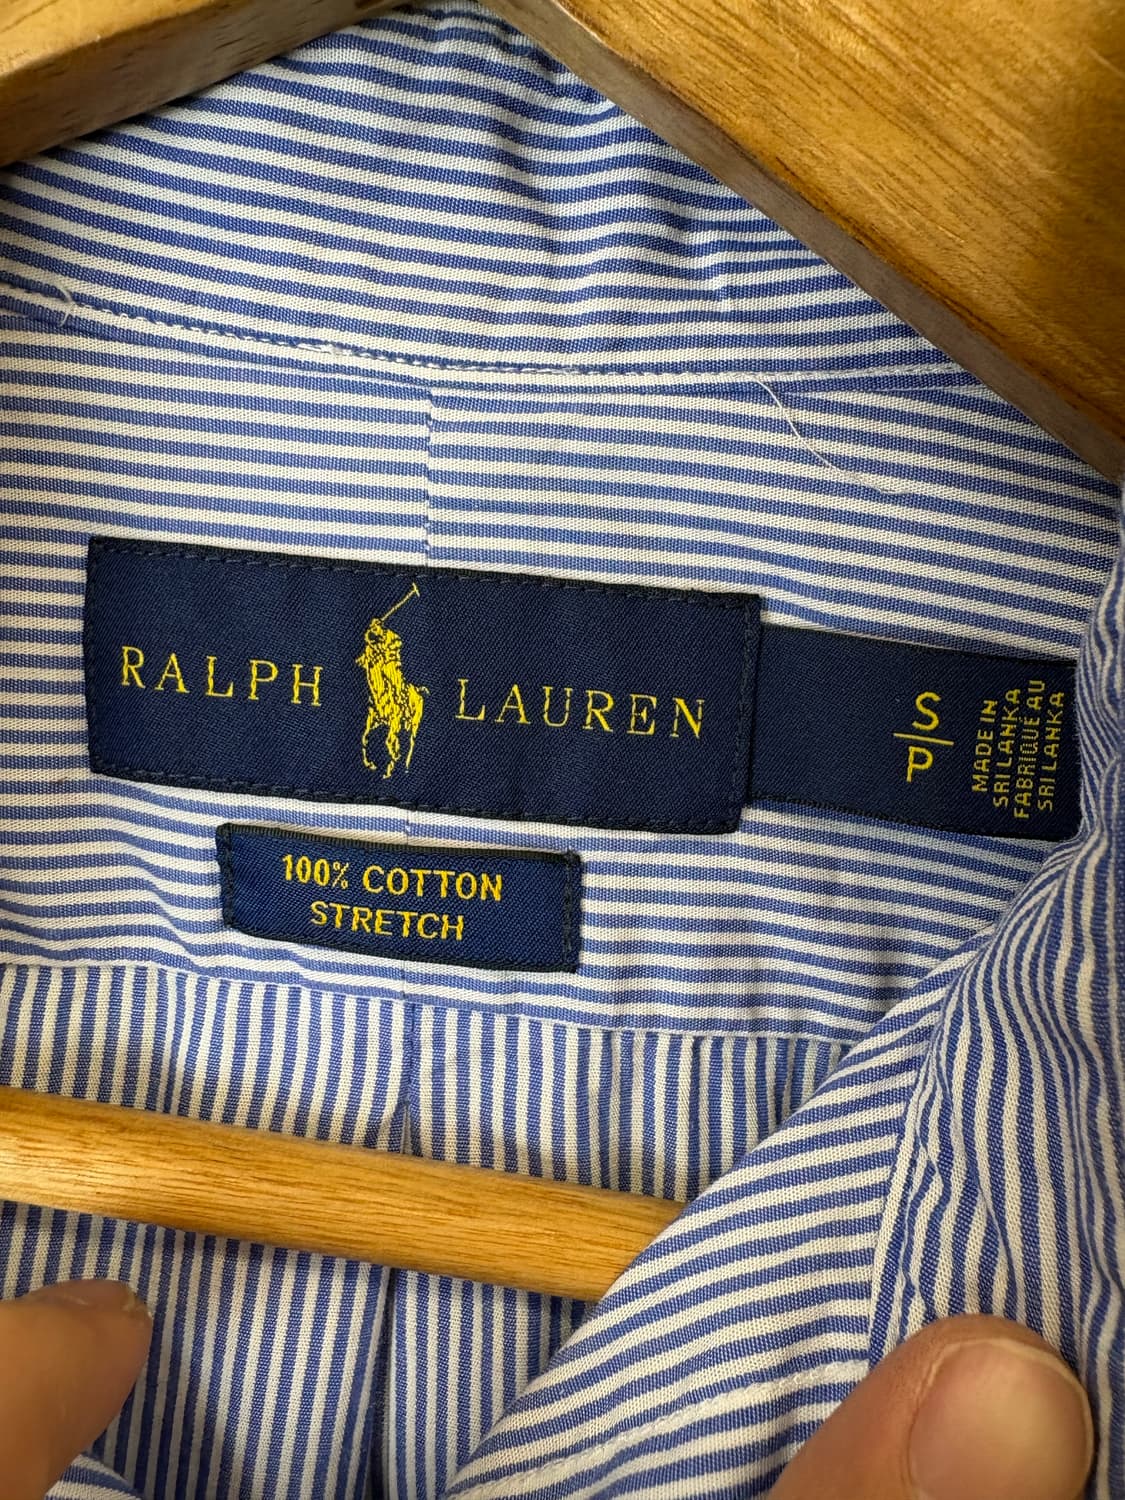 RALPH LAUREN
S
P
MADE IN
SRI LANKA
FABRIQUE AU
SRI LANKA
100% COTTON
STRETCH